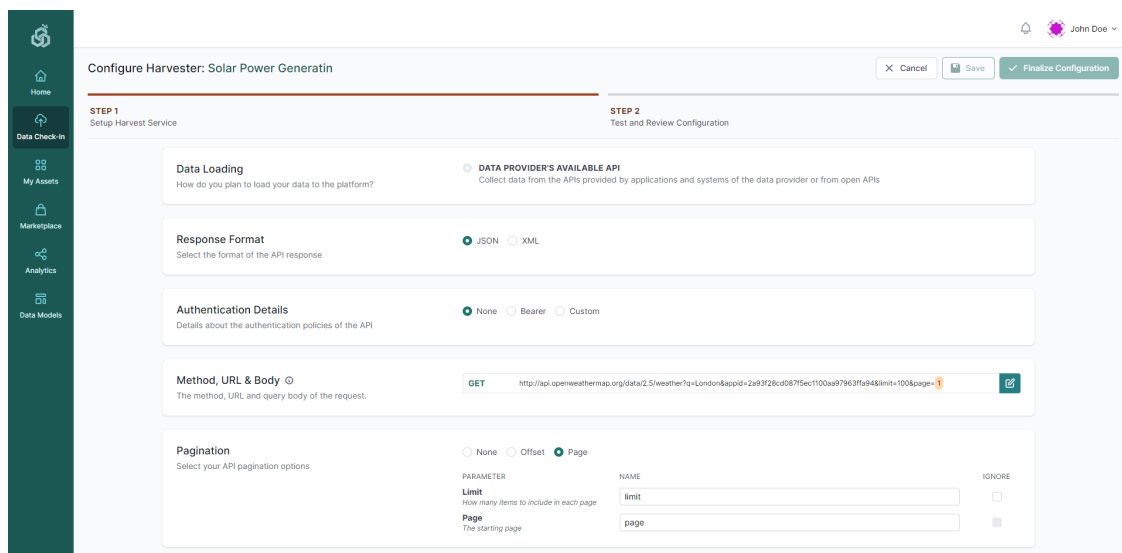 John Doe
Configure Harvester: Solar Power Generatin
Cancel
Save
Finalize Configuration
Home
Data Check-in
My Assets
Marketplace
Analytics
Data Models
STEP 1
Setup Harvest Service
STEP 2
Test and Review Configuration
Data Loading
How do you plan to load your data to the platform?
DATA PROVIDER'S AVAILABLE API
Collect data from the APIs provided by applications and systems of the data provider or from open APIs
Response Format
Select the format of the API response
JSON XML
Authentication Details
Details about the authentication policies of the API
None Bearer Custom
Method, URL & Body
The method, URL and query body of the request.
GET http://api.openweathermap.org/data/2.5/weather?q=London&appid=2a93f28cd087f5ec1100aa97963ffa94&limit=100&page= 1
Pagination
Select your API pagination options
None Offset Page
PARAMETER NAME IGNORE
Limit
How many items to include in each page
limit
Page
The starting page
page